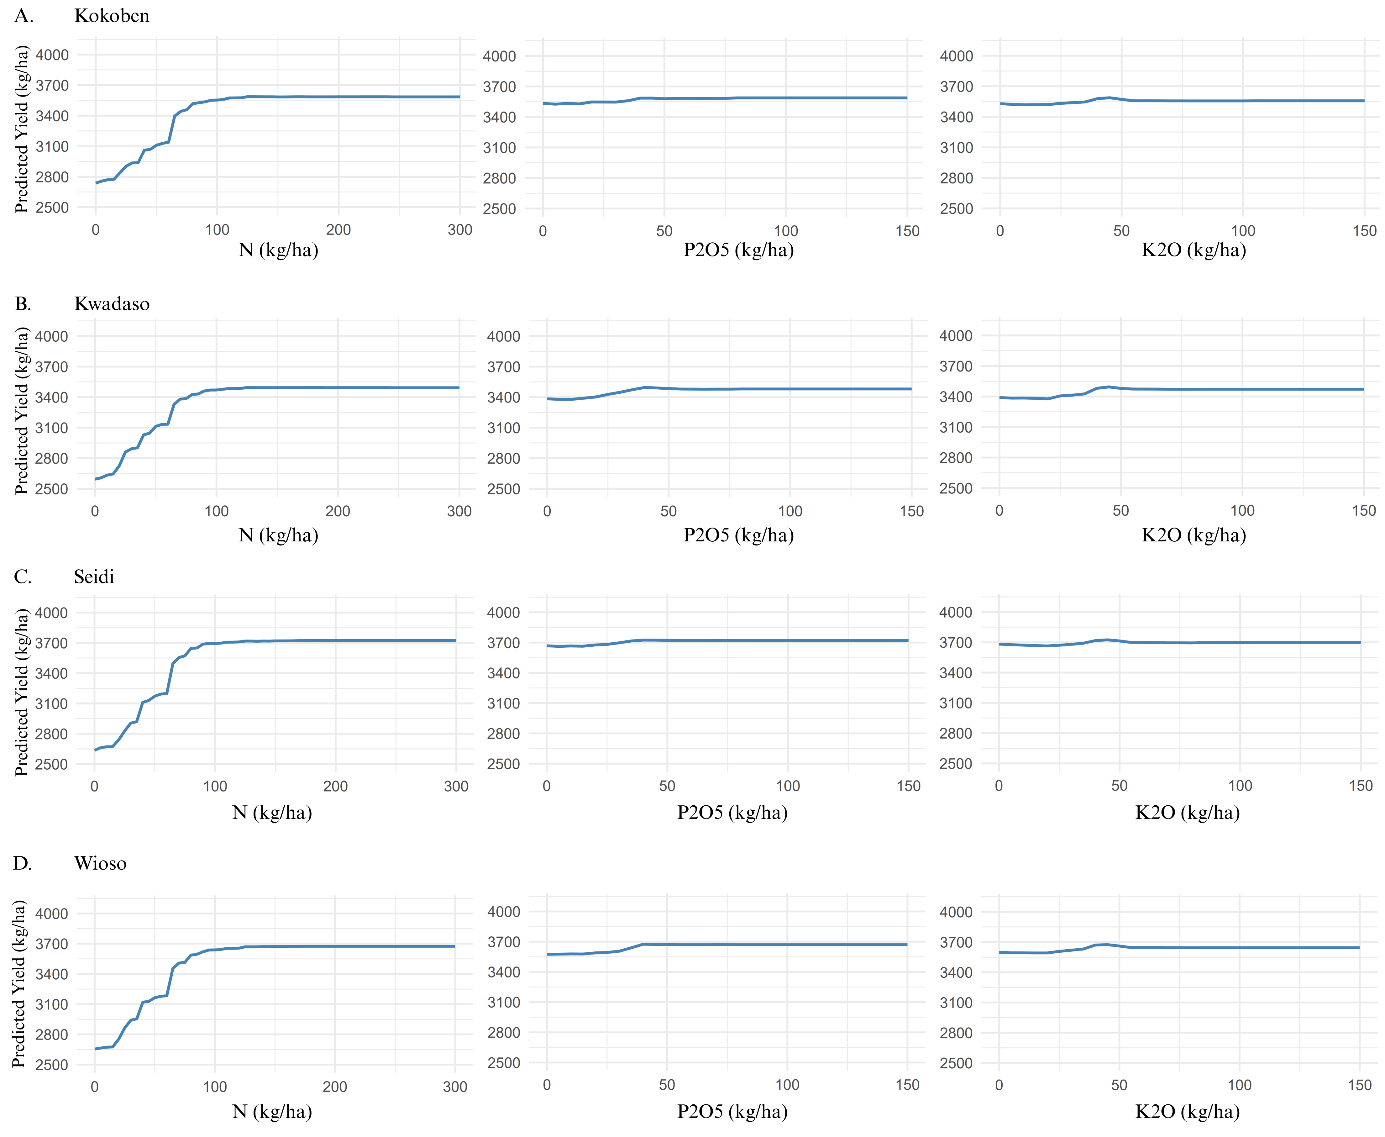 A. Kokoben
Predicted Yield (kg/ha)
4000 3700 3400 3100 2800 2500
0 100 200 300
N (kg/ha)
4000 3700 3400 3100 2800 2500
0 50 100 150
P2O5 (kg/ha)
4000 3700 3400 3100 2800 2500
0 50 100 150
K2O (kg/ha)
B. Kwadaso
Predicted Yield (kg/ha)
4000 3700 3400 3100 2800 2500
0 100 200 300
N (kg/ha)
4000 3700 3400 3100 2800 2500
0 50 100 150
P2O5 (kg/ha)
4000 3700 3400 3100 2800 2500
0 50 100 150
K2O (kg/ha)
C. Seidi
Predicted Yield (kg/ha)
4000 3700 3400 3100 2800 2500
0 100 200 300
N (kg/ha)
4000 3700 3400 3100 2800 2500
0 50 100 150
P2O5 (kg/ha)
4000 3700 3400 3100 2800 2500
0 50 100 150
K2O (kg/ha)
D. Wioso
Predicted Yield (kg/ha)
4000 3700 3400 3100 2800 2500
0 100 200 300
N (kg/ha)
4000 3700 3400 3100 2800 2500
0 50 100 150
P2O5 (kg/ha)
4000 3700 3400 3100 2800 2500
0 50 100 150
K2O (kg/ha)